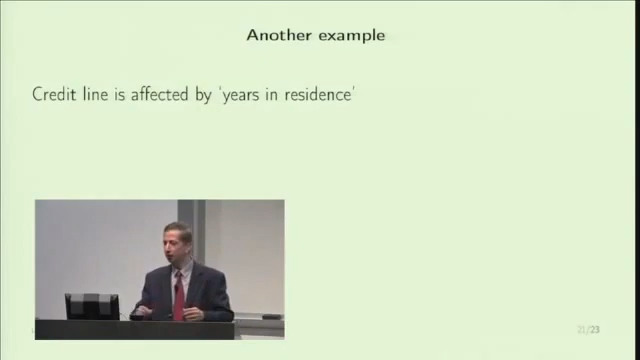 Another example
Credit line is affected by 'years in residence'
21/23